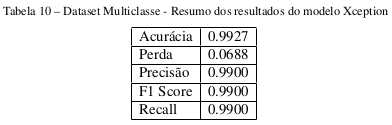 Tabela 10 – Dataset Multiclasse - Resumo dos resultados do modelo Xception
Acurácia 0.9927
Perda 0.0688
Precisão 0.9900
F1 Score 0.9900
Recall 0.9900